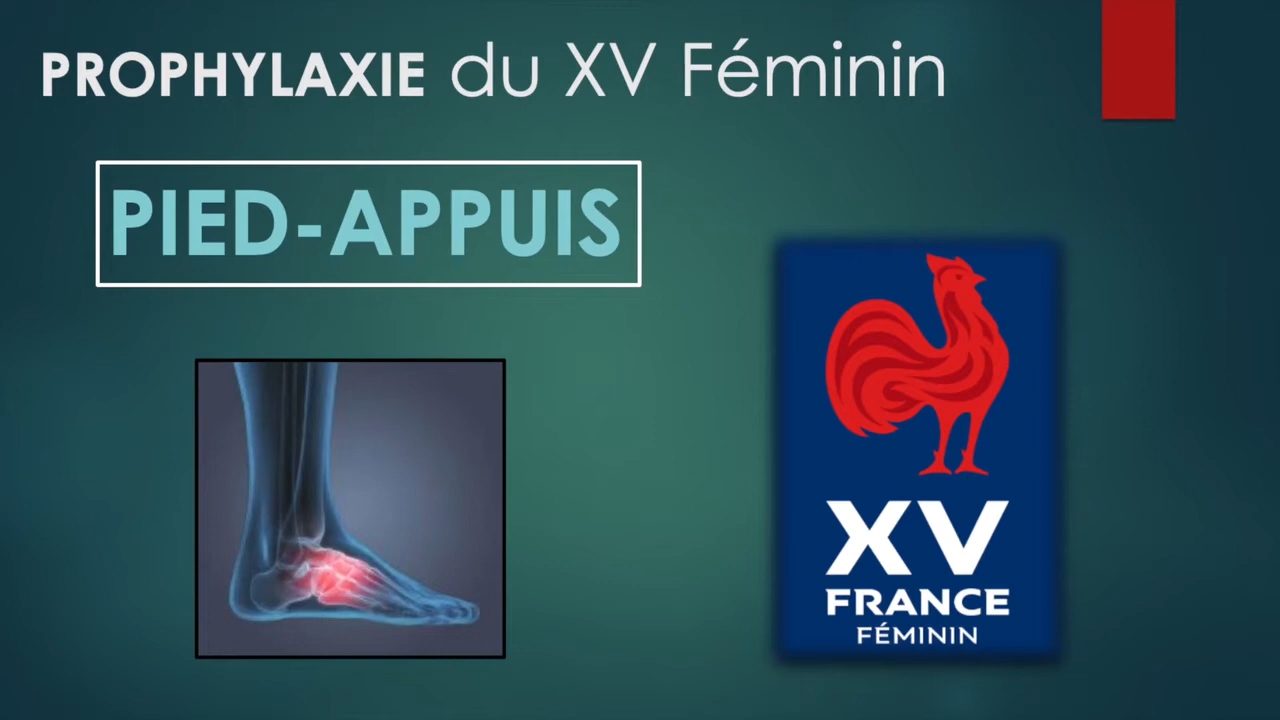 PROPHYLAXIE du XV Féminin
PIED-APPUIS
XV
FRANCE
FÉMININ